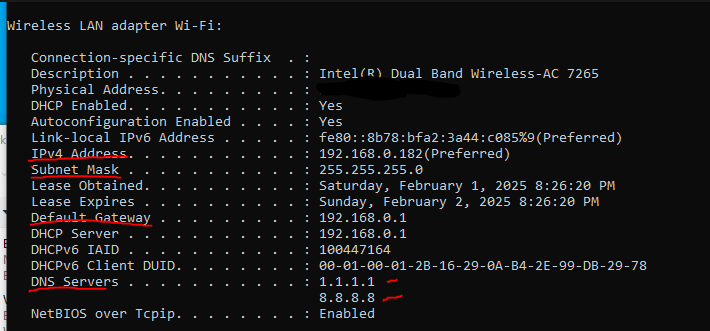 Wireless LAN adapter Wi-Fi:
Connection-specific DNS Suffix . :
Description . . . . . . . . . . . : Intel(R) Dual Band Wireless-AC 7265
Physical Address. . . . . . . . . :
DHCP Enabled. . . . . . . . . . . : Yes
Autoconfiguration Enabled . . . . : Yes
Link-local IPv6 Address . . . . . : fe80::8b78:bfa2:3a44:c085%9(Preferred)
IPv4 Address. . . . . . . . . . . : 192.168.0.182(Preferred)
Subnet Mask . . . . . . . . . . . : 255.255.255.0
Lease Obtained. . . . . . . . . . : Saturday, February 1, 2025 8:26:20 PM
Lease Expires . . . . . . . . . . : Sunday, February 2, 2025 8:26:20 PM
Default Gateway . . . . . . . . . : 192.168.0.1
DHCP Server . . . . . . . . . . . : 192.168.0.1
DHCPv6 IAID . . . . . . . . . . . : 100447164
DHCPv6 Client DUID. . . . . . . . : 00-01-00-01-2B-16-29-0A-B4-2E-99-DB-29-78
DNS Servers . . . . . . . . . . . : 1.1.1.1
8.8.8.8
NetBIOS over Tcpip. . . . . . . . : Enabled